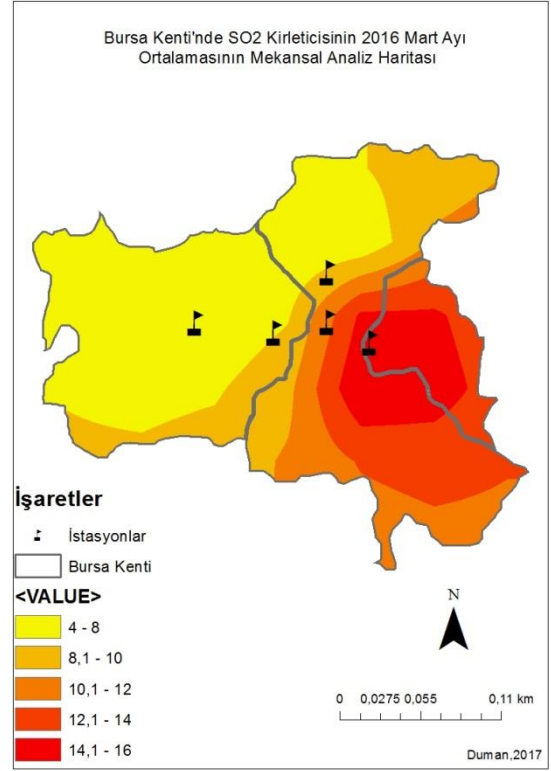 Bursa Kenti'nde SO2 Kirleticisinin 2016 Mart Ayı
Ortalamasının Mekansal Analiz Haritası
İşaretler
İstasyonlar
Bursa Kenti
<VALUE>
4 - 8
8,1 - 10
10,1 - 12
12,1 - 14
14,1 - 16
N
0 0,0275 0,055 0,11 km
Duman,2017